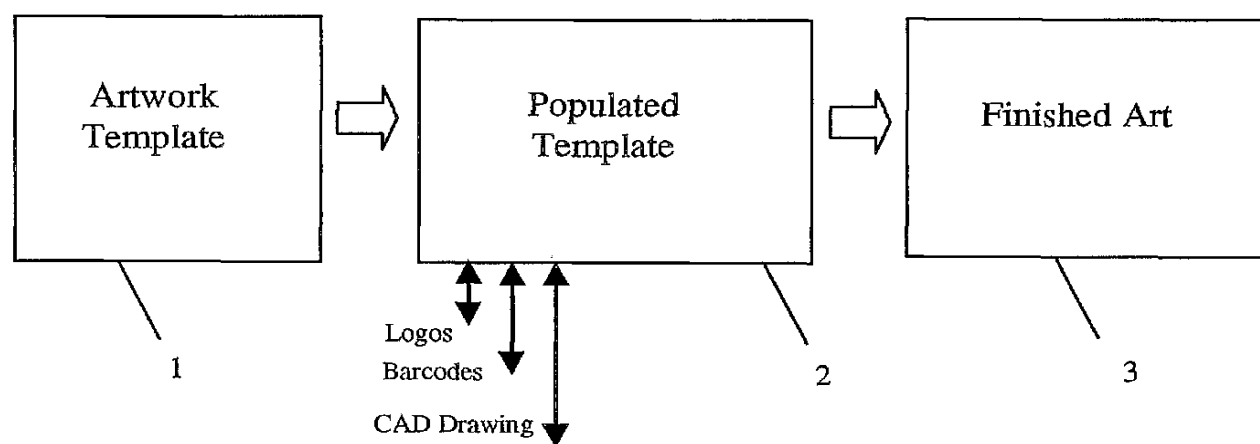 Artwork
Template
Populated
Template
Finished Art
Logos
Barcodes
CAD Drawing
1
2
3